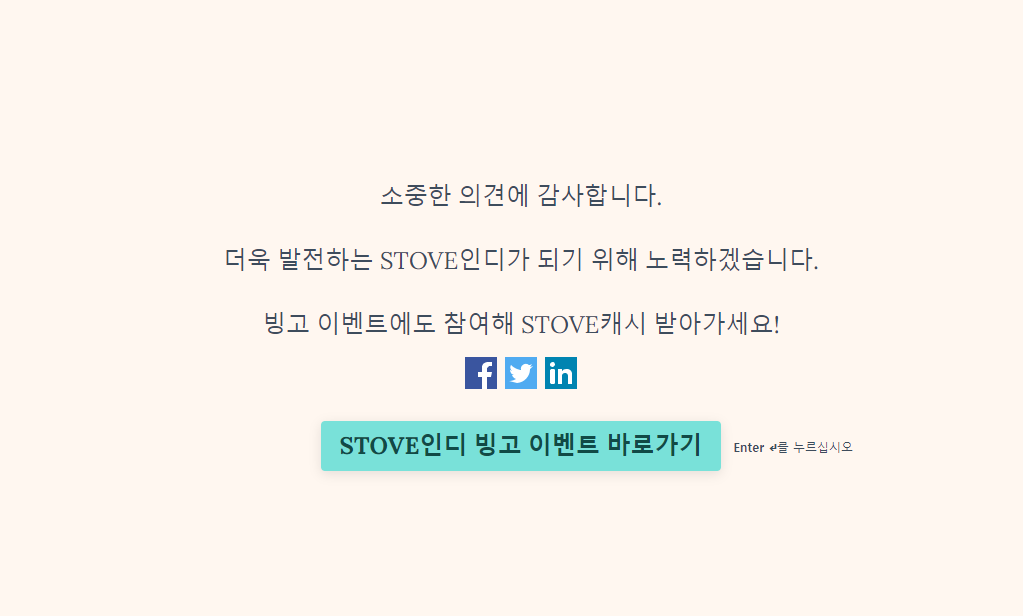 소중한 의견에 감사합니다.
더욱 발전하는 STOVE인디가 되기 위해 노력하겠습니다.
빙고 이벤트에도 참여해 STOVE캐시 받아가세요!
STOVE인디 빙고 이벤트 바로가기
Enter ↵를 누르십시오